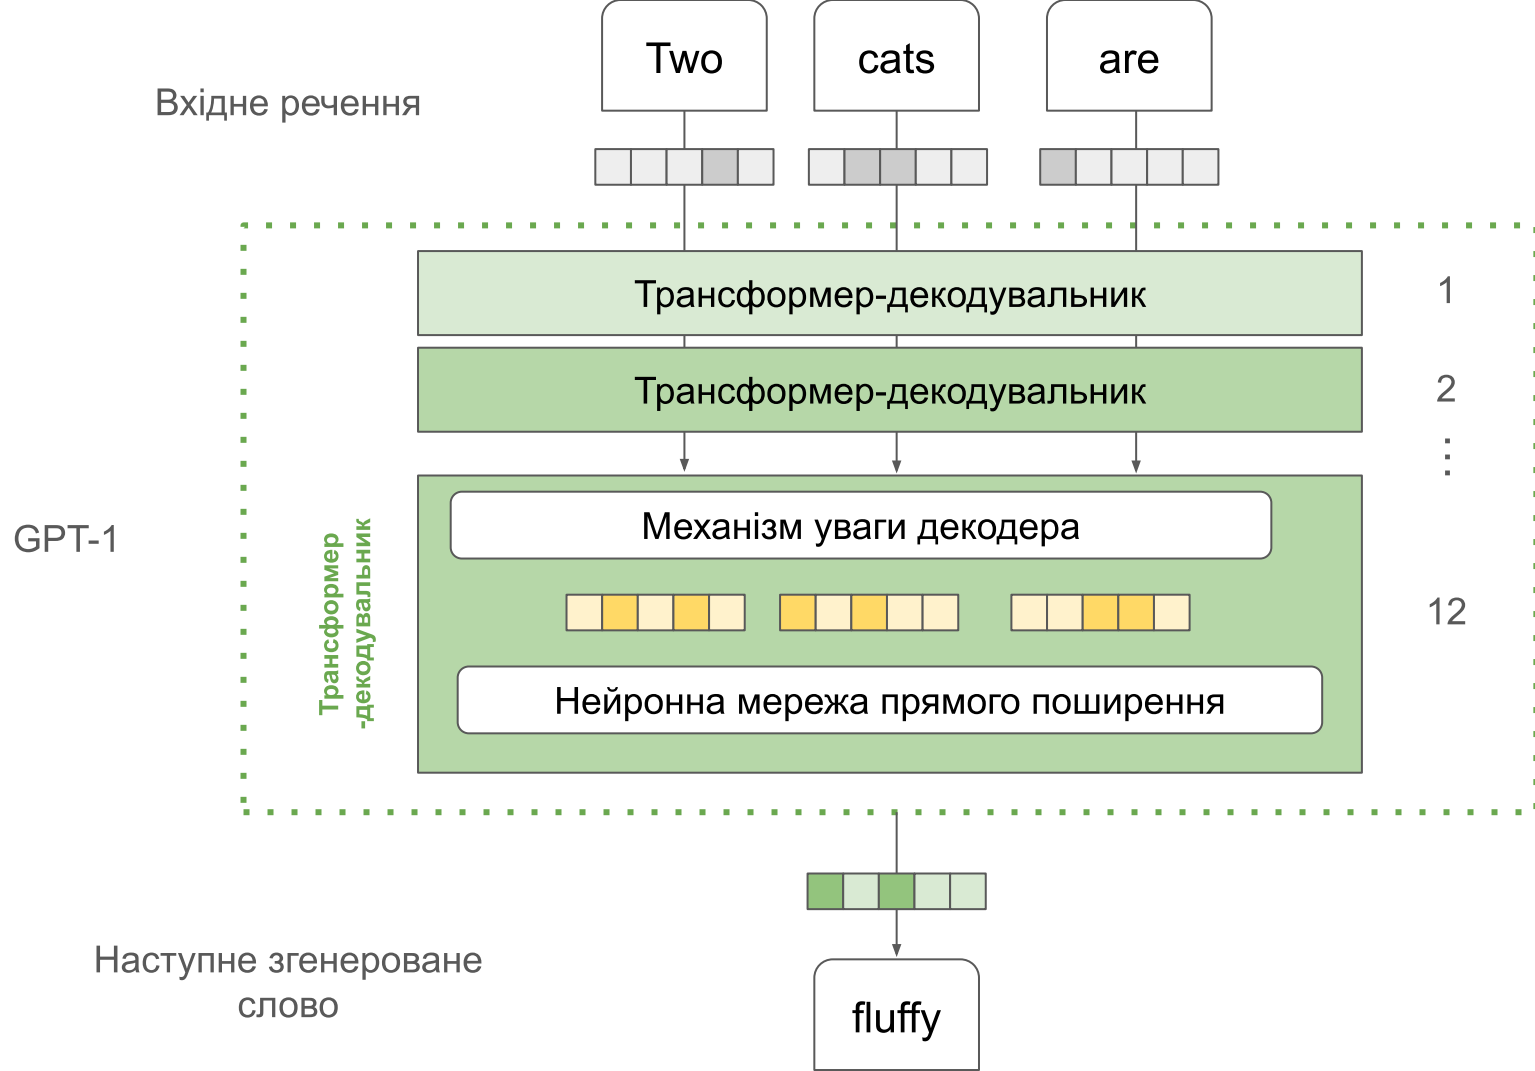 Two
cats
are
Вхідне речення
Трансформер-декодувальник
1
Трансформер-декодувальник
2
...
GPT-1
Трансформер
-декодувальник
Механізм уваги декодера
12
Нейронна мережа прямого поширення
Наступне згенероване
слово
fluffy